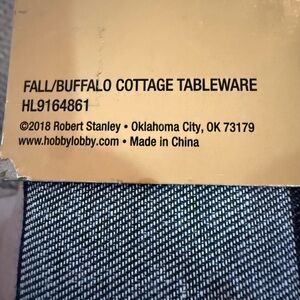 FALL/BUFFALO COTTAGE TABLEWARE
HL9164861
©2018 Robert Stanley • Oklahoma City, OK 73179
www.hobbylobby.com • Made in China